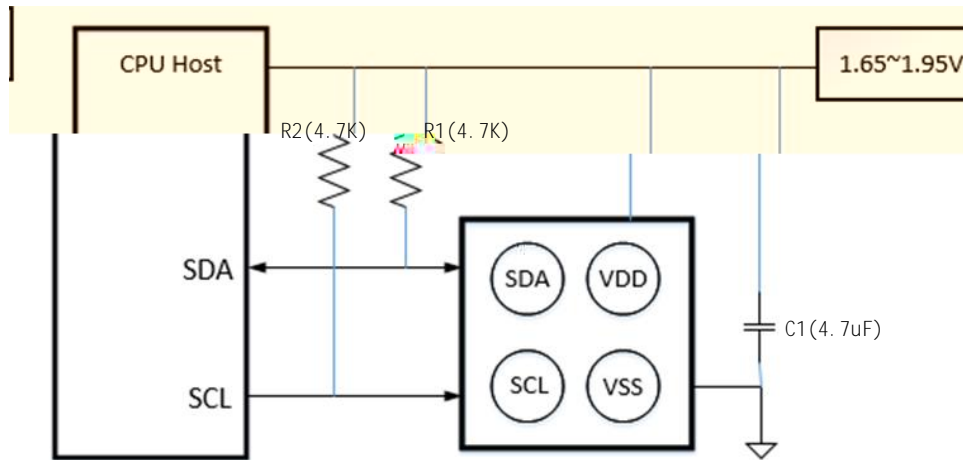 CPU Host
1.65~1.95V
R2(4.7K)
R1(4.7K)
SDA
SDA
VDD
C1(4.7uF)
SCL
SCL
VSS